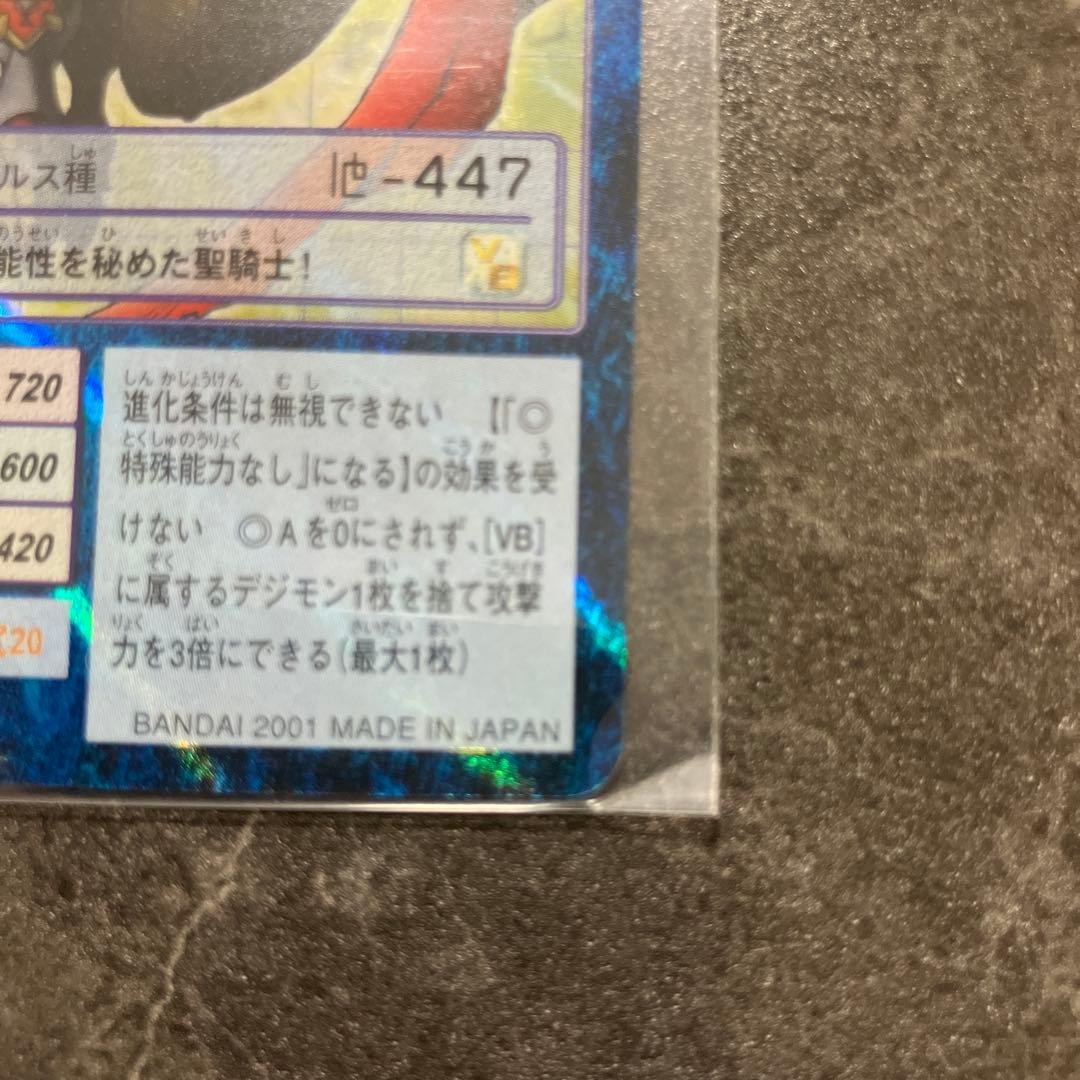 ルス種
-447
能性を秘めた聖騎士!
VB
720
600
420
20
進化条件は無視できない 【「◎
特殊能力なし」になる】の効果を受
けない ◎Aを0にされず、[VB]
に属するデジモン1枚を捨て攻撃
力を3倍にできる(最大1枚)
BANDAI 2001 MADE IN JAPAN